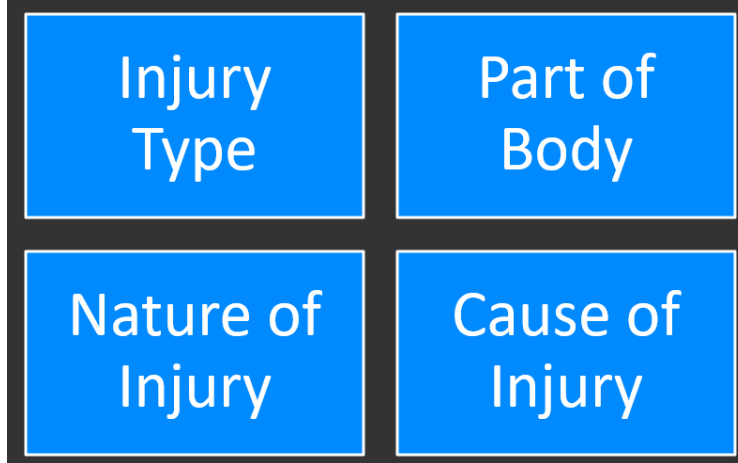 Injury
Type
Part of
Body
Nature of
Injury
Cause of
Injury